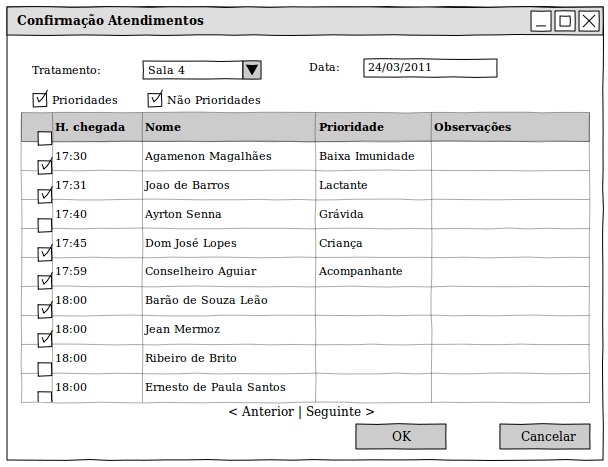 Confirmação Atendimentos
Tratamento: Sala 4 Data: 24/03/2011
Prioridades Não Prioridades
H. chegada Nome Prioridade Observações
17:30 Agamenon Magalhães Baixa Imunidade
17:31 Joao de Barros Lactante
17:40 Ayrton Senna Grávida
17:45 Dom José Lopes Criança
17:59 Conselheiro Aguiar Acompanhante
18:00 Barão de Souza Leão
18:00 Jean Mermoz
18:00 Ribeiro de Brito
18:00 Ernesto de Paula Santos
< Anterior | Seguinte >
OK Cancelar